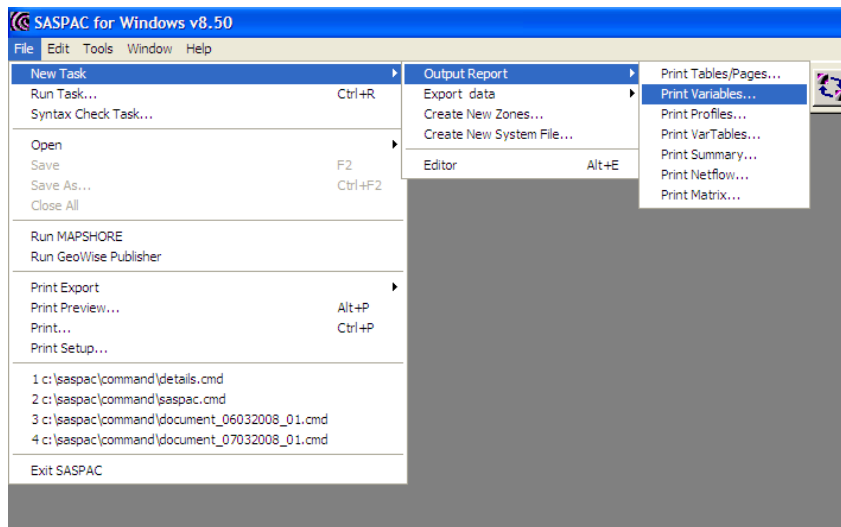 SASPAC for Windows v8.50
File Edit Tools Window Help
New Task
Run Task... Ctrl+R
Syntax Check Task...
Open
Save F2
Save As... Ctrl+F2
Close All
Run MAPSHORE
Run GeoWise Publisher
Print Export
Print Preview... Alt+P
Print... Ctrl+P
Print Setup...
1 c:\saspac\command\details.cmd
2 c:\saspac\command\saspac.cmd
3 c:\saspac\command\document_06032008_01.cmd
4 c:\saspac\command\document_07032008_01.cmd
Exit SASPAC
Output Report
Export data
Create New Zones...
Create New System File...
Editor Alt+E
Print Tables/Pages...
Print Variables...
Print Profiles...
Print VarTables...
Print Summary...
Print Netflow...
Print Matrix...